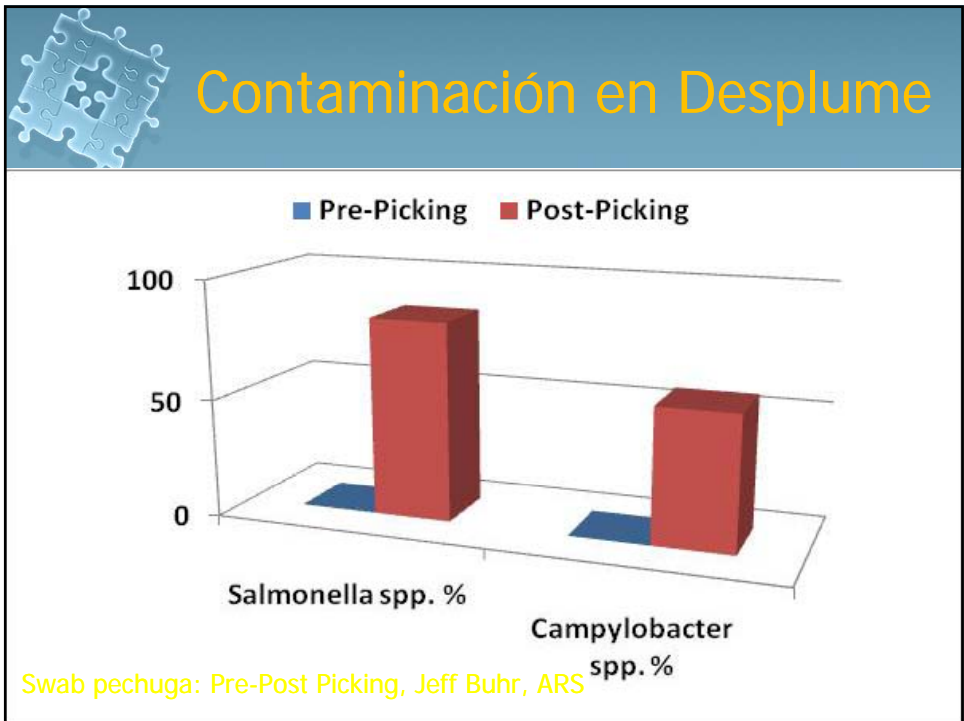 Contaminación en Desplume
Pre-Picking Post-Picking
100
50
0
Salmonella spp. %
Campylobacter
spp. %
Swab pechuga: Pre-Post Picking, Jeff Buhr, ARS